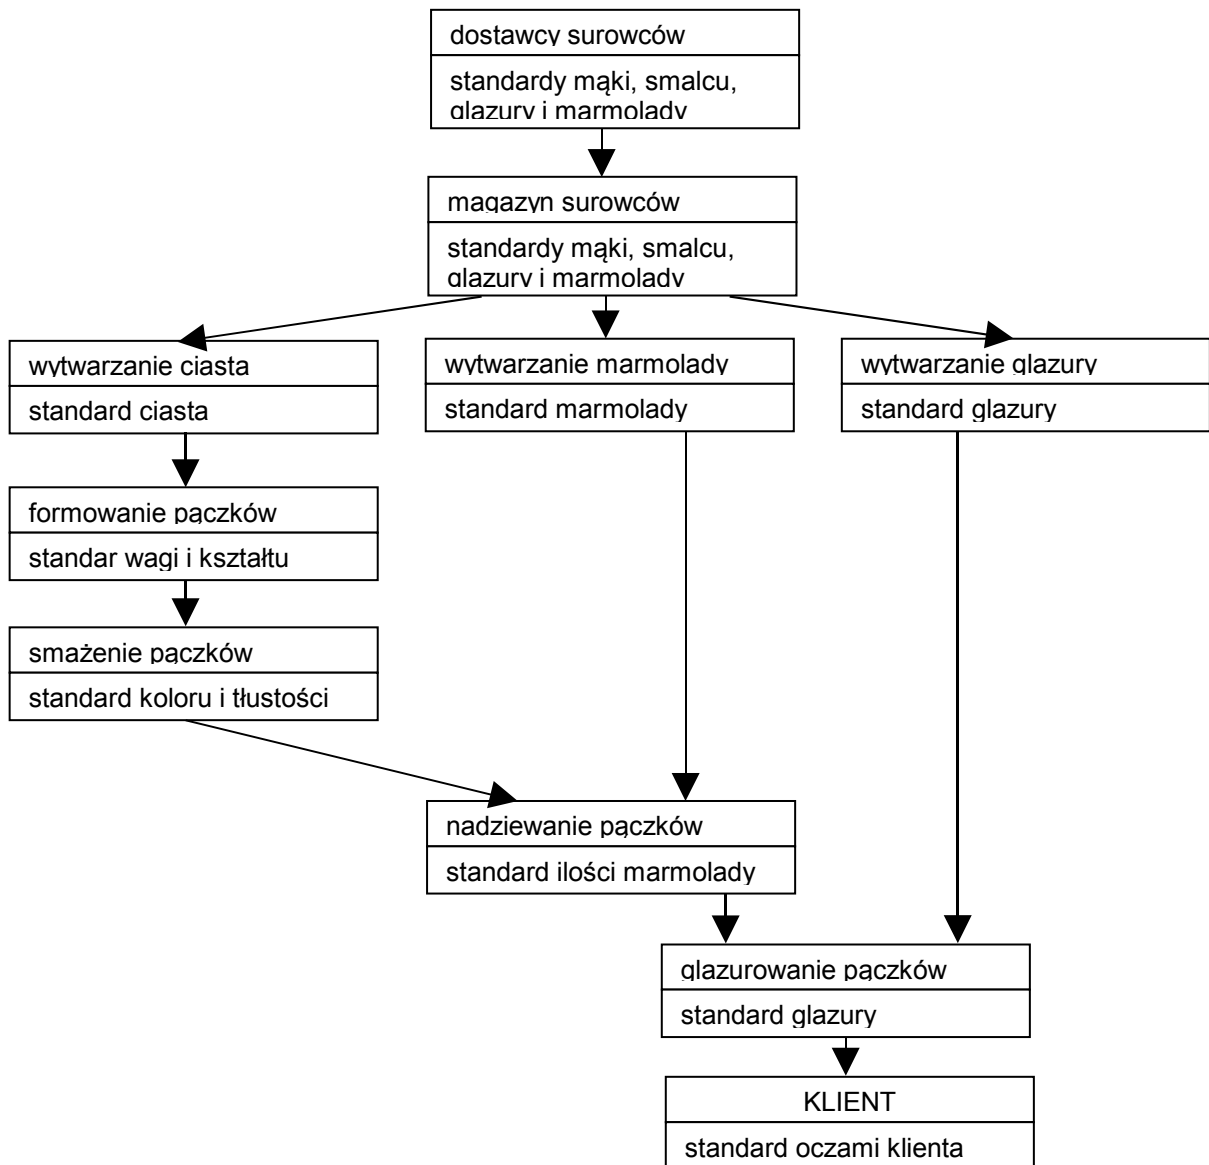 dostawcy surowców
standardy mąki, smalcu,
glazury i marmolady
magazyn surowców
standardy mąki, smalcu,
glazury i marmolady
wytwarzanie ciasta
standard ciasta
wytwarzanie marmolady
standard marmolady
wytwarzanie glazury
standard glazury
formowanie pączków
standar wagi i kształtu
smażenie pączków
standard koloru i tłustości
nadziewanie pączków
standard ilości marmolady
glazurowanie pączków
standard glazury
KLIENT
standard oczami klienta